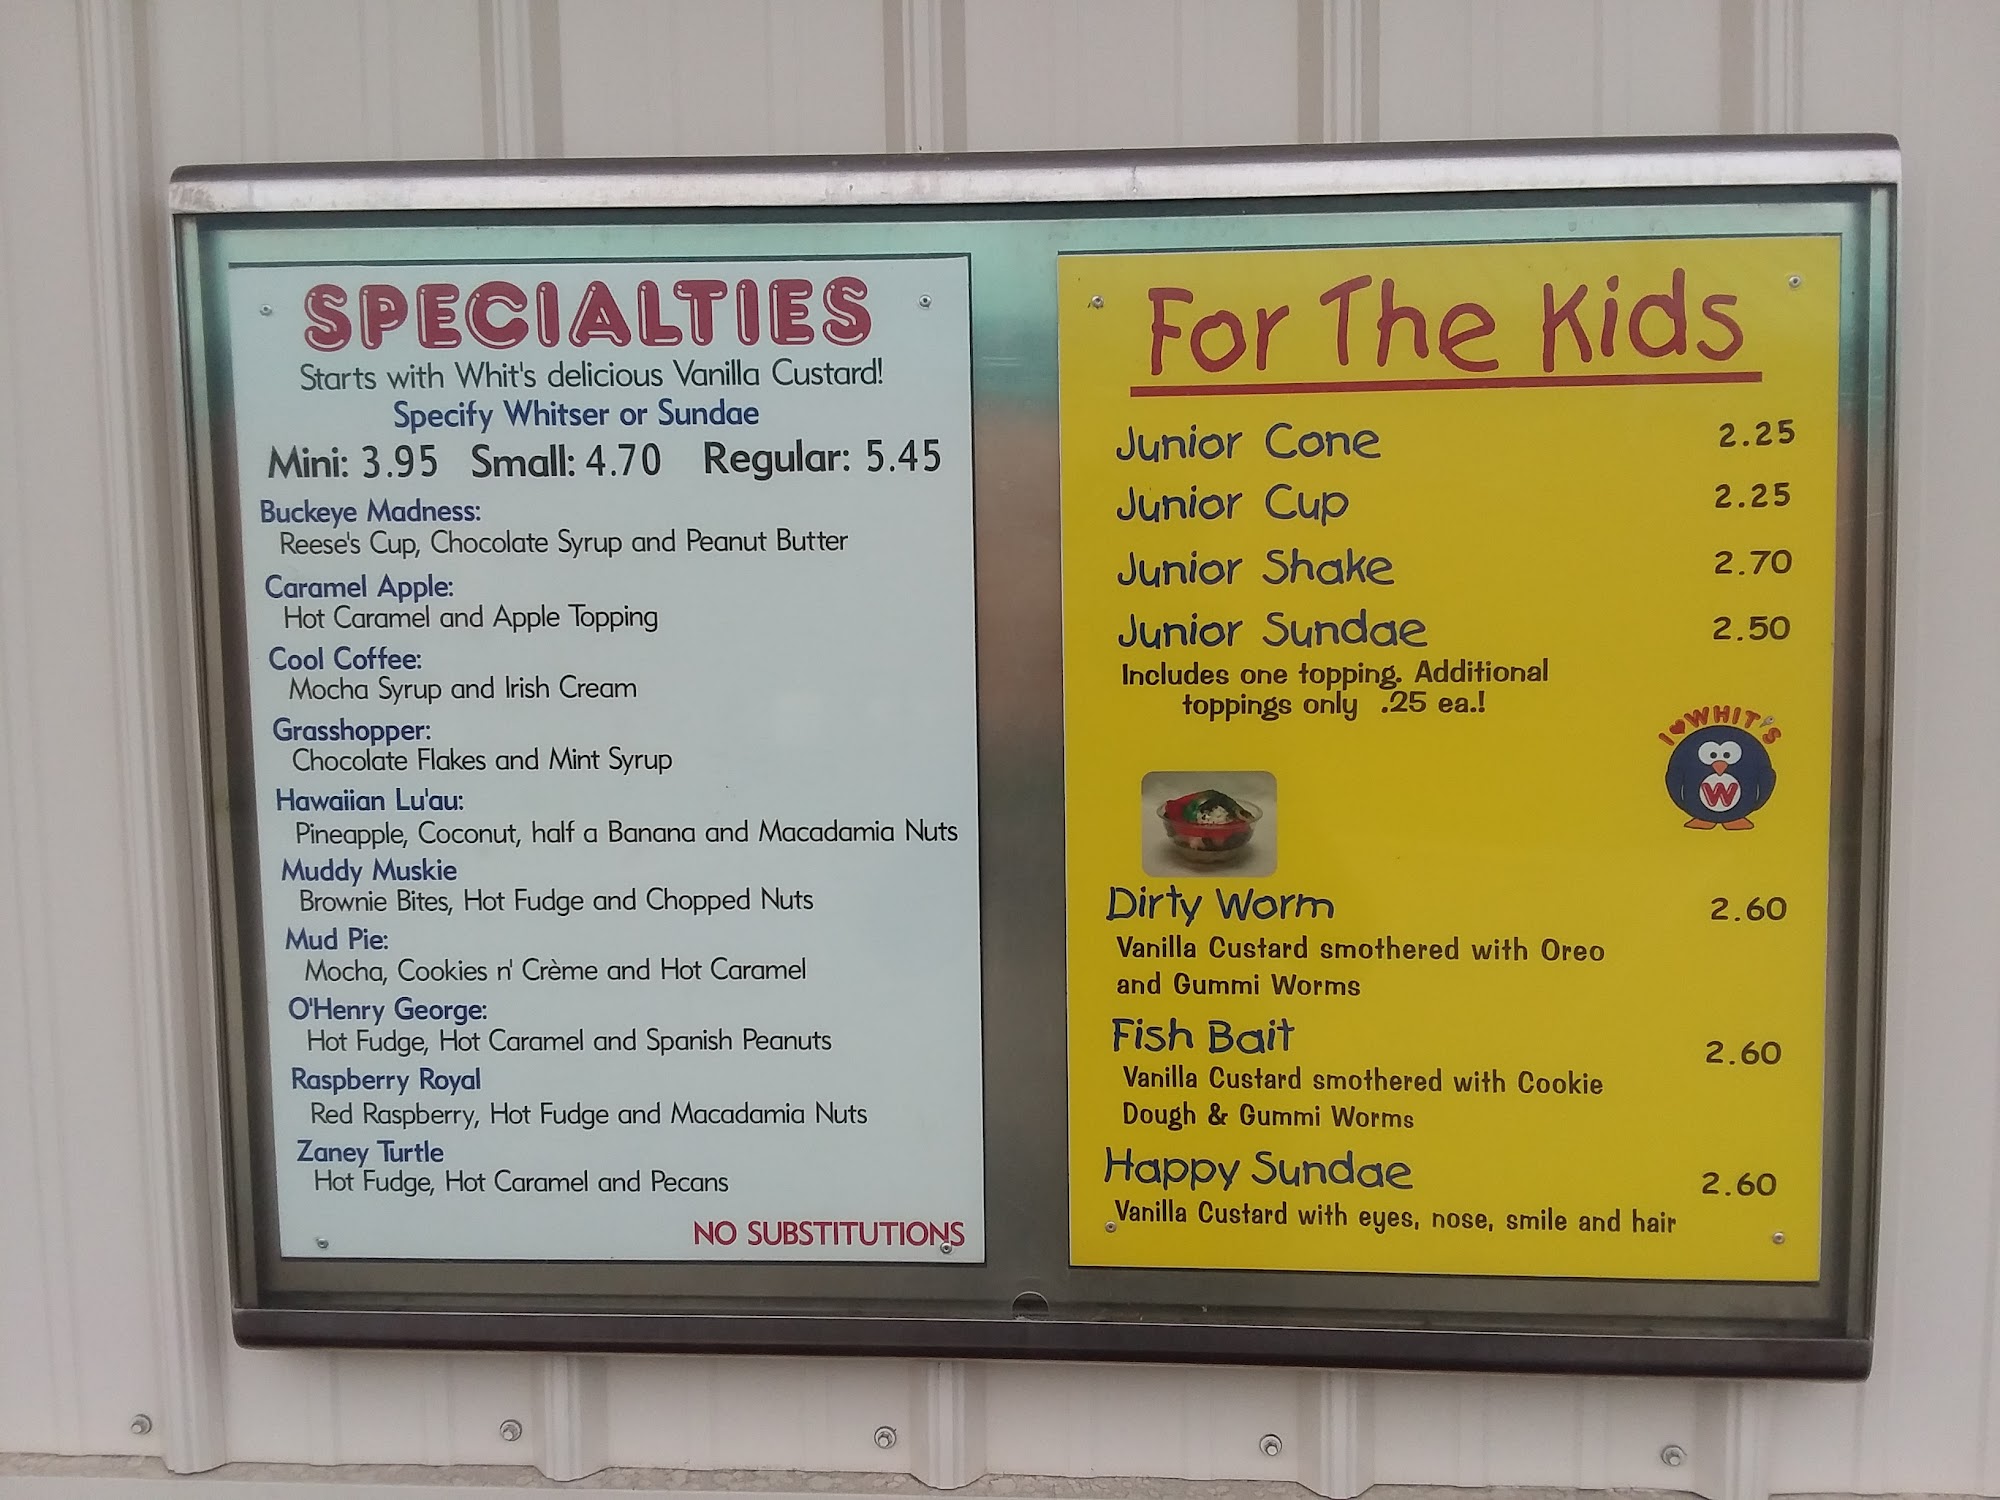 SPECIALTIES
Starts with Whit's delicious Vanilla Custard!
Specify Whitser or Sundae
Mini: 3.95 Small: 4.70 Regular: 5.45
Buckeye Madness:
Reese's Cup, Chocolate Syrup and Peanut Butter
Caramel Apple:
Hot Caramel and Apple Topping
Cool Coffee:
Mocha Syrup and Irish Cream
Grasshopper:
Chocolate Flakes and Mint Syrup
Hawaiian Lu'au:
Pineapple, Coconut, half a Banana and Macadamia Nuts
Muddy Muskie
Brownie Bites, Hot Fudge and Chopped Nuts
Mud Pie:
Mocha, Cookies n' Crème and Hot Caramel
O'Henry George:
Hot Fudge, Hot Caramel and Spanish Peanuts
Raspberry Royal
Red Raspberry, Hot Fudge and Macadamia Nuts
Zaney Turtle
Hot Fudge, Hot Caramel and Pecans
NO SUBSTITUTIONS
For The Kids
Junior Cone 2.25
Junior Cup 2.25
Junior Shake 2.70
Junior Sundae 2.50
Includes one topping. Additional
toppings only .25 ea.!
I ♥ WHIT'S
W
Dirty Worm 2.60
Vanilla Custard smothered with Oreo
and Gummi Worms
Fish Bait 2.60
Vanilla Custard smothered with Cookie
Dough & Gummi Worms
Happy Sundae 2.60
Vanilla Custard with eyes, nose, smile and hair